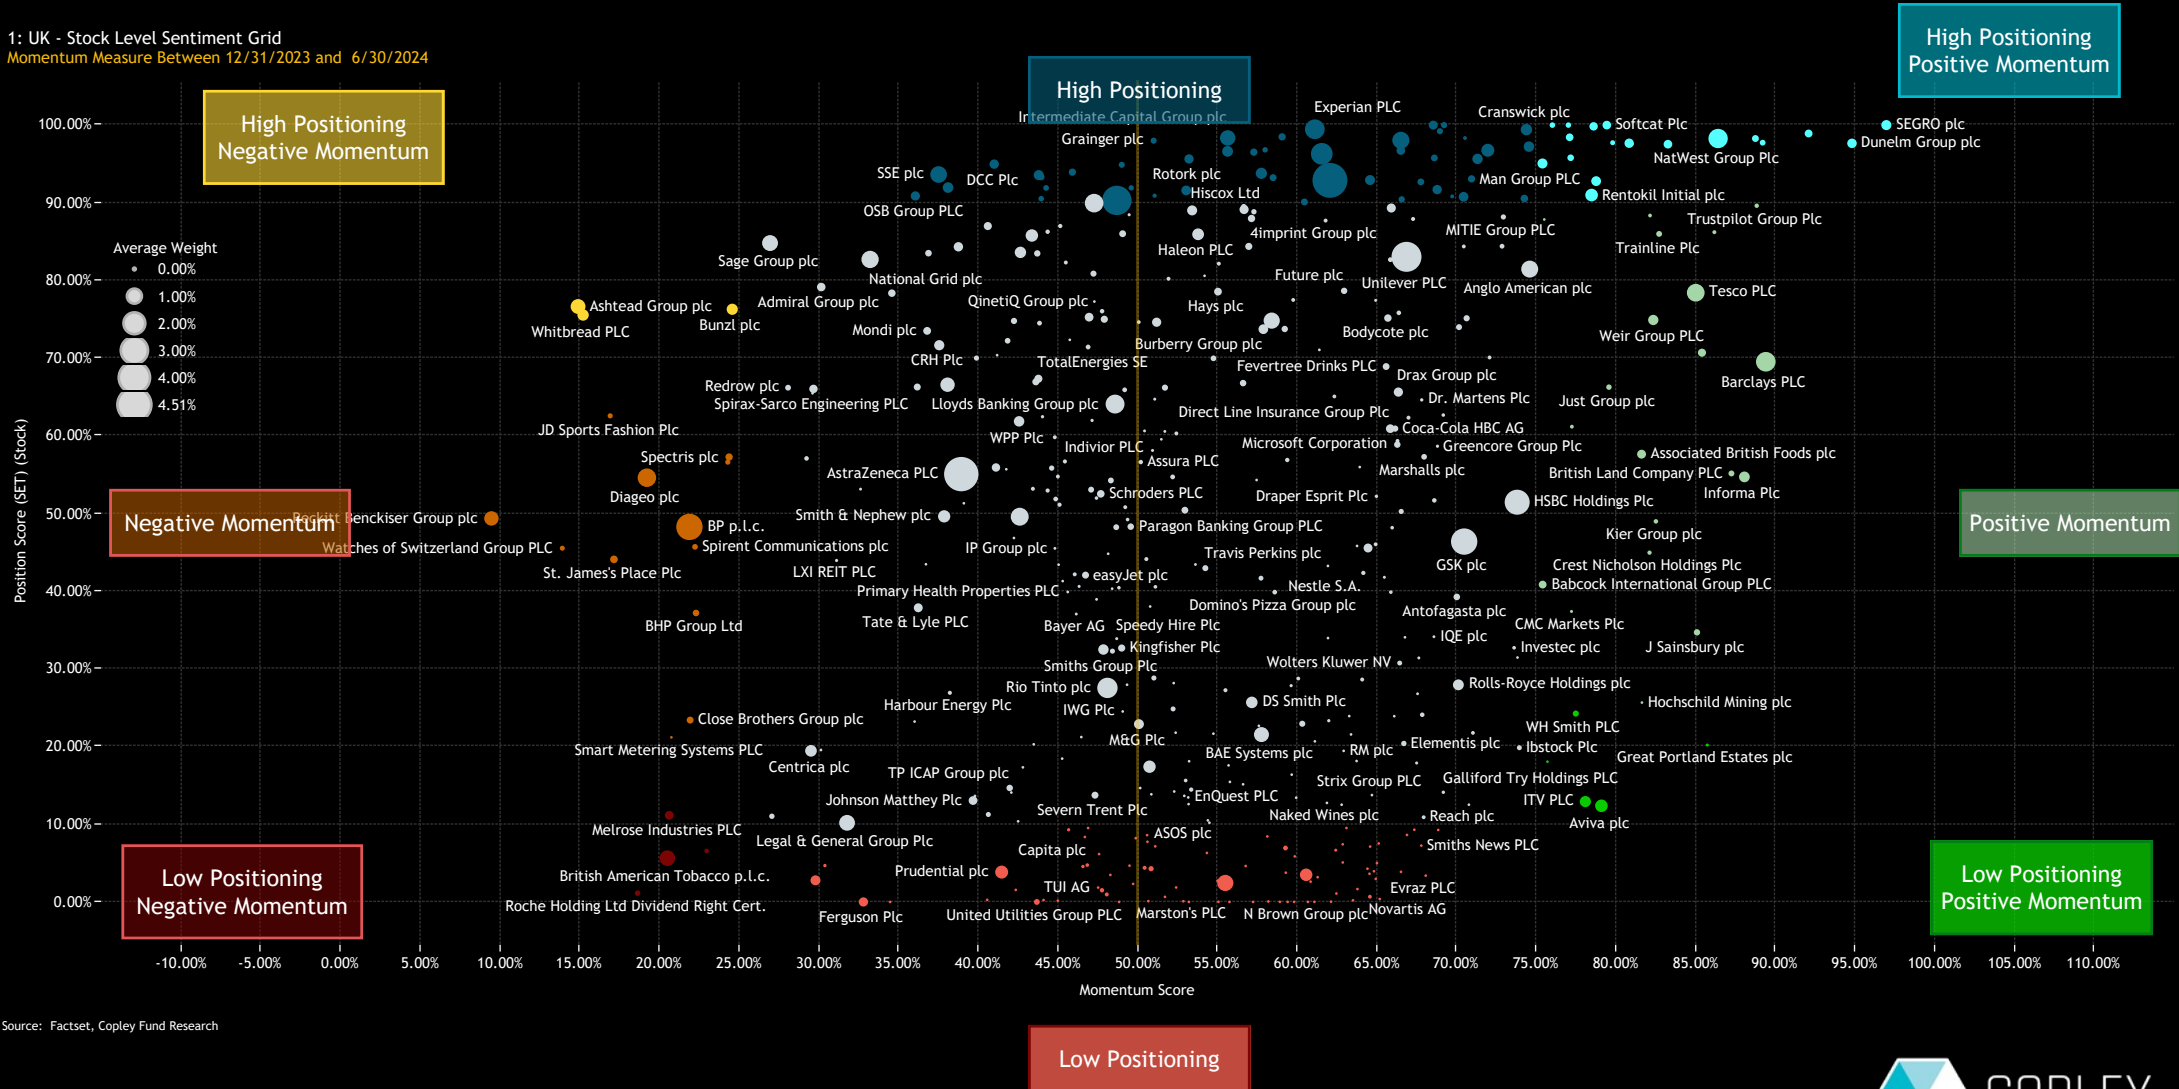 1: UK - Stock Level Sentiment Grid
Momentum Measure Between 12/31/2023 and 6/30/2024
High Positioning
Positive Momentum
High Positioning
High Positioning
Negative Momentum
Intermediate Capital Group plc
Experian PLC
Cranswick plc
100.00%
Softcat Plc
SEGRO plc
Grainger plc
Dunelm Group plc
NatWest Group PLC
SSE plc
DCC Plc
Rotork plc
Man Group PLC
Hiscox Ltd
Rentokil Initial plc
90.00%
OSB Group PLC
Trustpilot Group Plc
4imprint Group plc
MITIE Group PLC
Average Weight
Haleon PLC
Trainline Plc
Sage Group plc
0.00%
National Grid plc
Future plc
Unilever PLC
80.00%
Anglo American plc
Tesco PLC
1.00%
Admiral Group plc
QinetiQ Group plc
Ashtead Group plc
Hays plc
2.00%
Bunzl plc
Whitbread PLC
Mondi plc
Bodycote plc
Weir Group PLC
Burberry Group plc
3.00%
70.00%
CRH Plc
TotalEnergies SE
Fevertree Drinks PLC
4.00%
Drax Group plc
Barclays PLC
Redrow plc
Dr. Martens PLC
Just Group plc
4.51%
Spirax-Sarco Engineering PLC
Lloyds Banking Group plc
Direct Line Insurance Group Plc
JD Sports Fashion Plc
Coca-Cola HBC AG
60.00%
WPP Plc
Indivior PLC
Microsoft Corporation
Greencore Group Plc
Spectris plc
Assura PLC
Associated British Foods plc
AstraZeneca PLC
Marshalls plc
British Land Company PLC
Diageo plc
Schroders PLC
Draper Esprit Plc
Informa Plc
HSBC Holdings Plc
50.00%
Reckitt Benckiser Group plc
Negative Momentum
Smith & Nephew plc
Positive Momentum
BP p.l.c.
Paragon Banking Group PLC
Kier Group plc
Watches of Switzerland Group PLC
Spirent Communications plc
IP Group plc
Travis Perkins plc
GSK plc
St. James's Place Plc
LXI REIT PLC
easyJet plc
Crest Nicholson Holdings Plc
40.00%
Primary Health Properties PLC
Nestle S.A.
Babcock International Group PLC
Domino's Pizza Group plc
Antofagasta plc
BHP Group Ltd
Tate & Lyle PLC
Bayer AG
Speedy Hire Plc
CMC Markets Plc
IQE plc
Kingfisher Plc
Investec plc
J Sainsbury plc
30.00%
Smiths Group Plc
Wolters Kluwer NV
Rio Tinto plc
Rolls-Royce Holdings plc
Harbour Energy Plc
IWG Plc
DS Smith Plc
Hochschild Mining plc
Close Brothers Group plc
WH Smith PLC
20.00%
Smart Metering Systems PLC
M&G Plc
BAE Systems plc
RM plc
Elementis plc
Ibstock Plc
Great Portland Estates plc
Centrica plc
TP ICAP Group plc
Strix Group PLC
Galliford Try Holdings PLC
Johnson Matthey Plc
EnQuest PLC
ITV PLC
Severn Trent Plc
Naked Wines plc
Reach plc
10.00%
Aviva plc
Melrose Industries PLC
Legal & General Group Plc
ASOS plc
Capita plc
Smiths News PLC
Low Positioning
Negative Momentum
British American Tobacco p.l.c.
Prudential plc
TUI AG
Evraz PLC
Low Positioning
Positive Momentum
0.00%
Roche Holding Ltd Dividend Right Cert.
Ferguson Plc
United Utilities Group PLC
Marston's PLC
N Brown Group plc
Novartis AG
Position Score (SET) (Stock)
-10.00%
-5.00%
0.00%
5.00%
10.00%
15.00%
20.00%
25.00%
30.00%
35.00%
40.00%
45.00%
50.00%
55.00%
60.00%
65.00%
70.00%
75.00%
80.00%
85.00%
90.00%
95.00%
100.00%
105.00%
110.00%
Momentum Score
Source: Factset, Copley Fund Research
Low Positioning
COPLEY